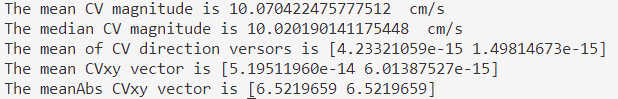 The mean CV magnitude is 10.070422475777512  cm/s
The median CV magnitude is 10.020190141175448  cm/s
The mean of CV direction versors is [4.23321059e-15 1.49814673e-15]
The mean CVxy vector is [5.19511960e-14 6.01387527e-15]
The meanAbs CVxy vector is [6.5219659 6.5219659]